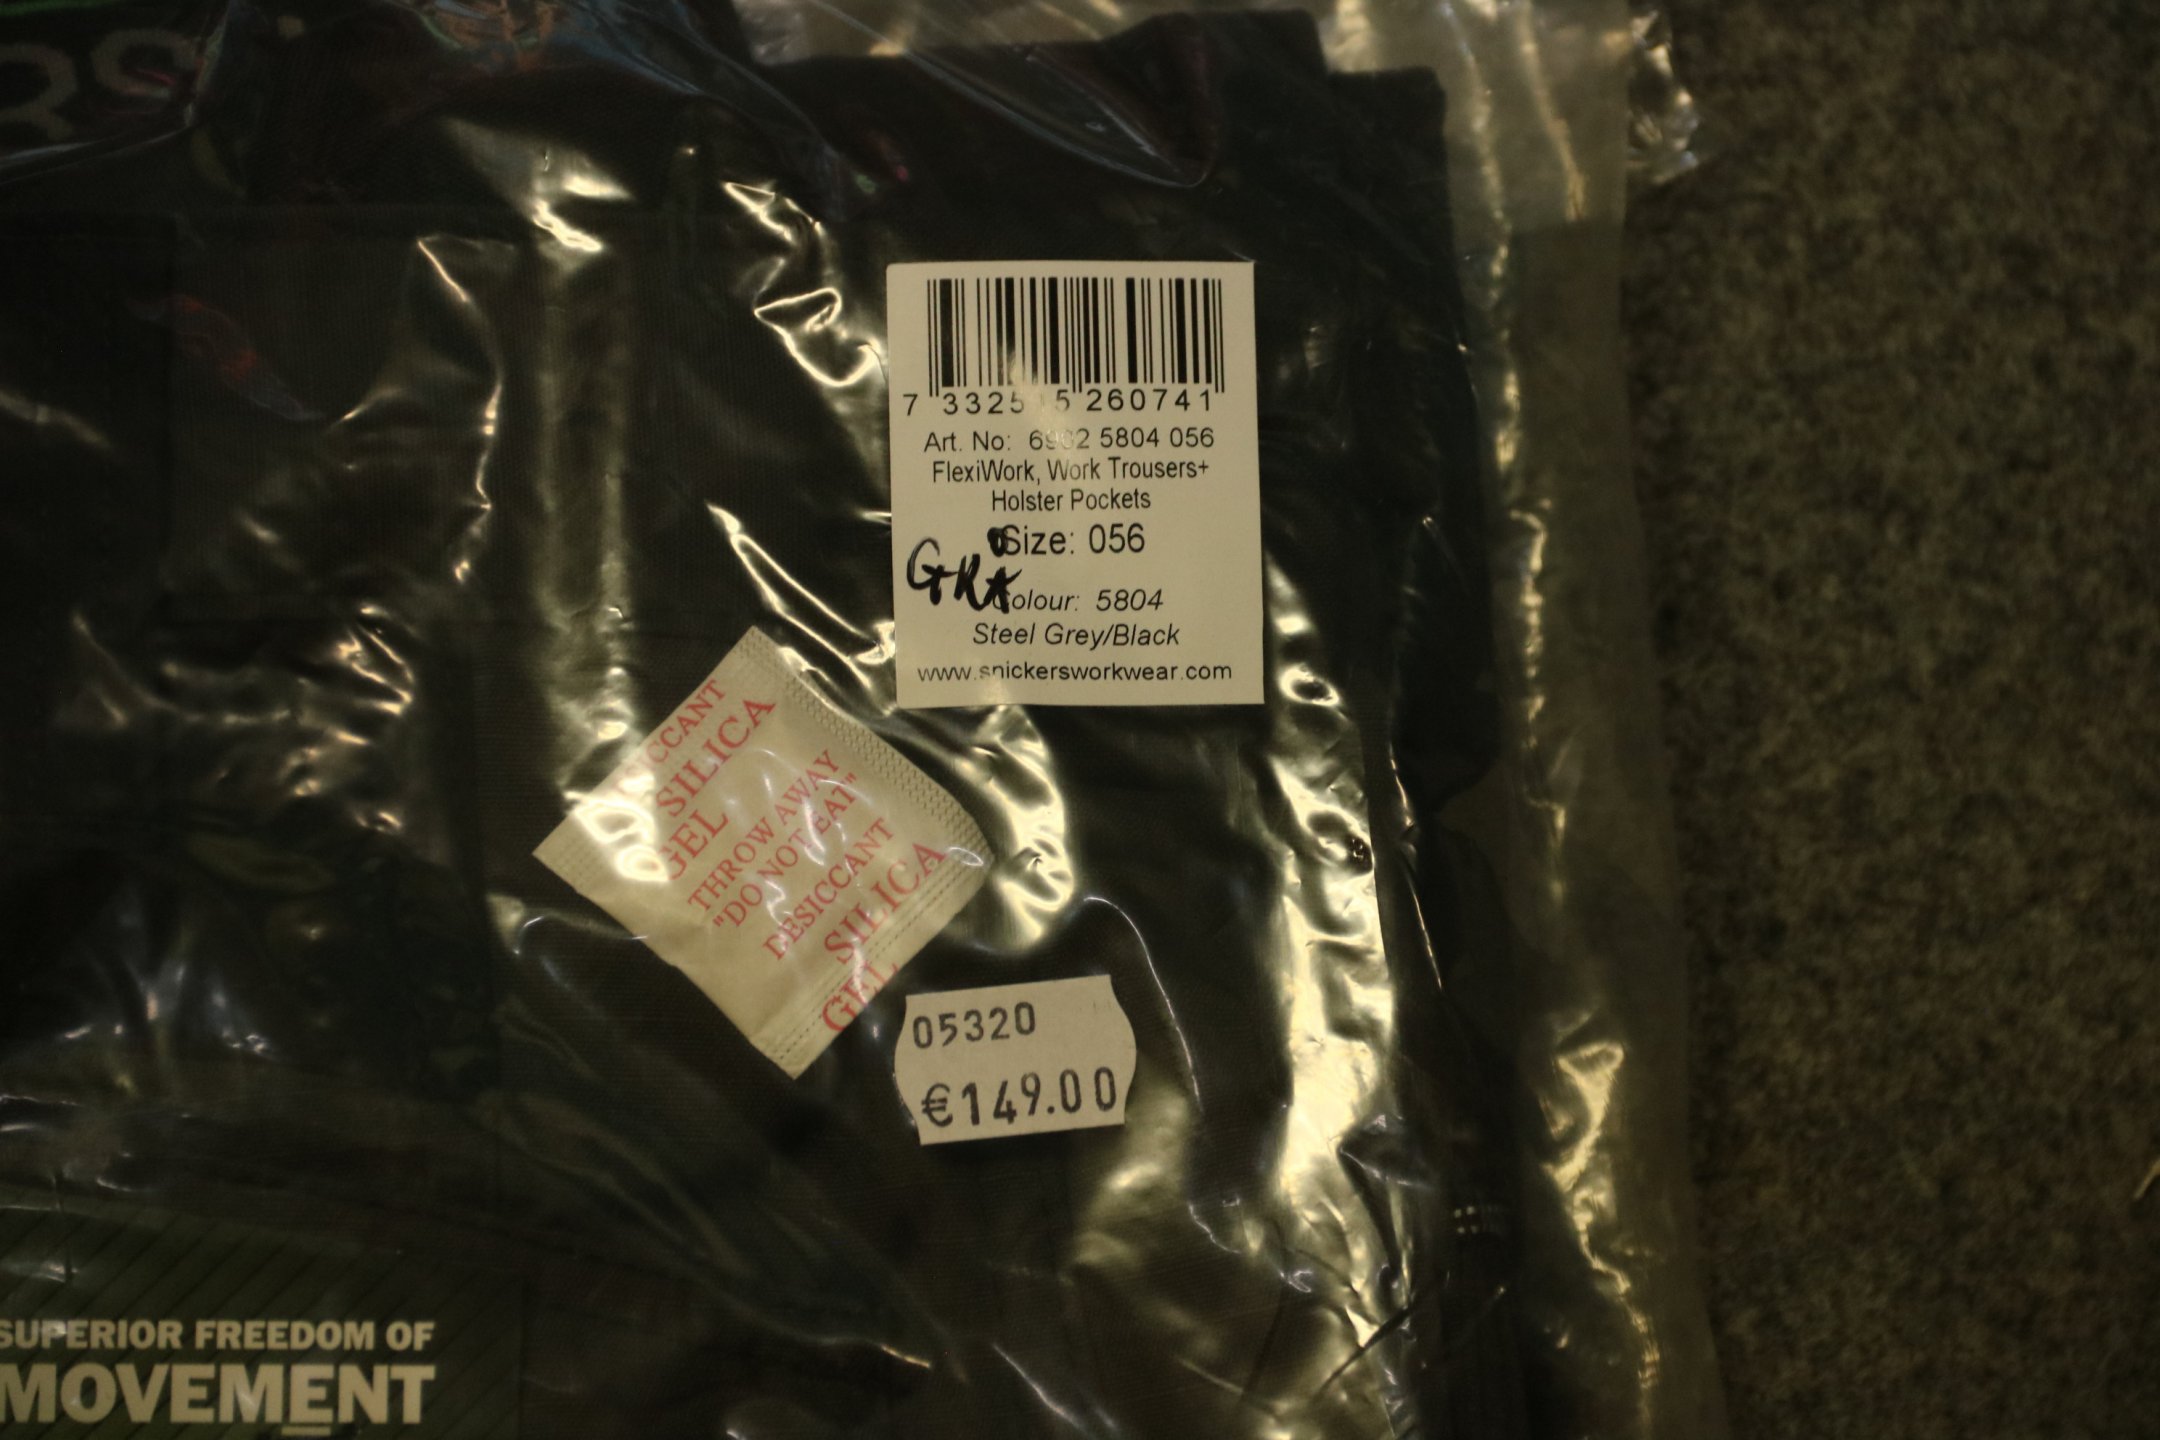 7 332515 260741
Art. No: 6902 5804 056
FlexiWork, Work Trousers+
Holster Pockets
Size: 056
Colour: 5804
Steel Grey/Black
www.snickersworkwear.com
SILICA
GEL
THROW AWAY
"DO NOT EAT"
DESICCANT
SILICA
GEL
05320
€149.00
SUPERIOR FREEDOM OF
MOVEMENT